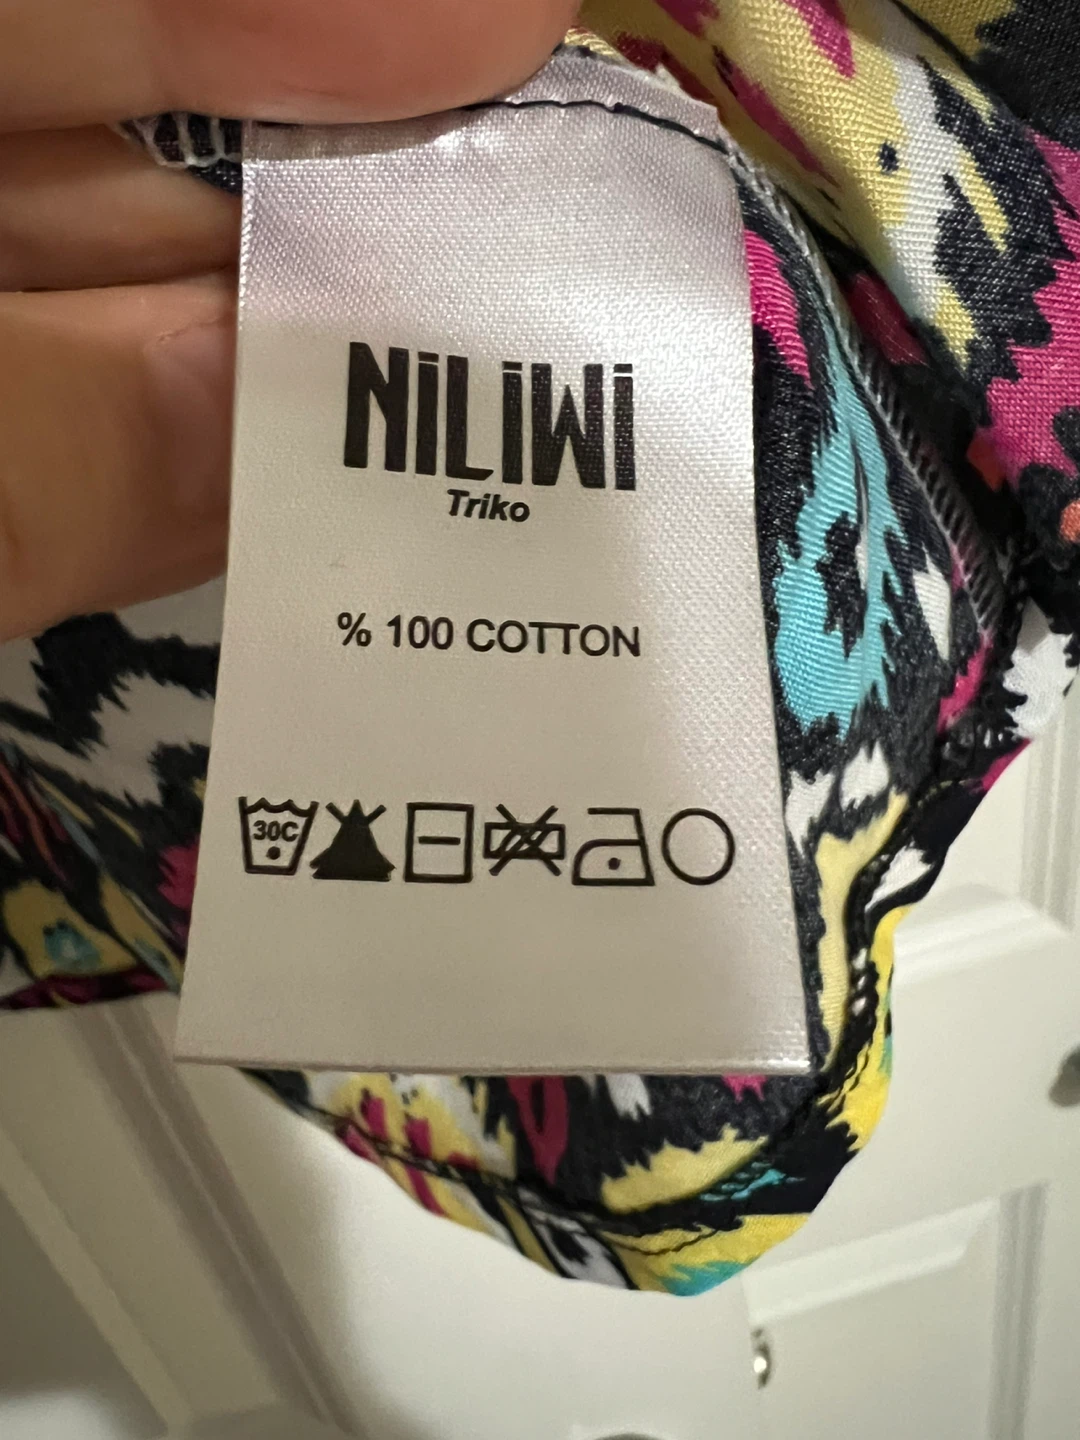 NiLiWi
Triko
% 100 COTTON
30C